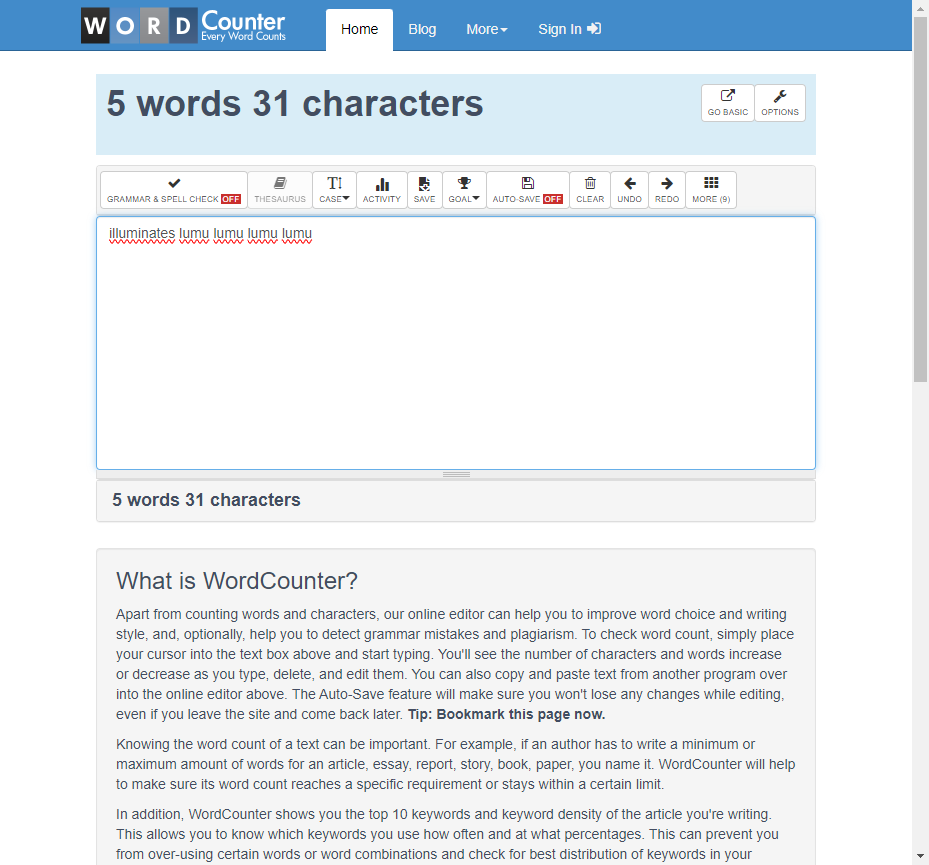 WORD Counter
Every Word Counts
Home
Blog
More
Sign In
5 words 31 characters
GO BASIC
OPTIONS
GRAMMAR & SPELL CHECK OFF
THESAURUS
CASE
ACTIVITY
SAVE
GOAL
AUTO-SAVE OFF
CLEAR
UNDO
REDO
MORE (9)
illuminates lumu lumu lumu lumu
5 words 31 characters
What is WordCounter?
Apart from counting words and characters, our online editor can help you to improve word choice and writing
style, and, optionally, help you to detect grammar mistakes and plagiarism. To check word count, simply place
your cursor into the text box above and start typing. You'll see the number of characters and words increase
or decrease as you type, delete, and edit them. You can also copy and paste text from another program over
into the online editor above. The Auto-Save feature will make sure you won't lose any changes while editing,
even if you leave the site and come back later. Tip: Bookmark this page now.
Knowing the word count of a text can be important. For example, if an author has to write a minimum or
maximum amount of words for an article, essay, report, story, book, paper, you name it. WordCounter will help
to make sure its word count reaches a specific requirement or stays within a certain limit.
In addition, WordCounter shows you the top 10 keywords and keyword density of the article you're writing.
This allows you to know which keywords you use how often and at what percentages. This can prevent you
from over-using certain words or word combinations and check for best distribution of keywords in your